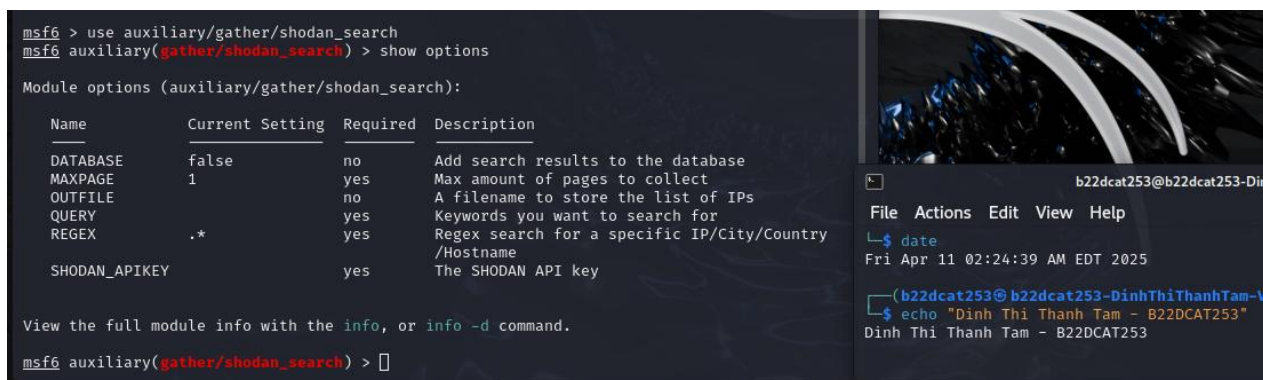 msf6 > use auxiliary/gather/shodan_search
msf6 auxiliary(gather/shodan_search) > show options
Module options (auxiliary/gather/shodan_search):
Name Current Setting Required Description
DATABASE false no Add search results to the database
MAXPAGE 1 yes Max amount of pages to collect
OUTFILE no A filename to store the list of IPs
QUERY yes Keywords you want to search for
REGEX .* yes Regex search for a specific IP/City/Country
/Hostname
SHODAN_APIKEY yes The SHODAN API key
View the full module info with the info, or info -d command.
msf6 auxiliary(gather/shodan_search) >
b22dcat253@b22dcat253-Di
File Actions Edit View Help
$ date
Fri Apr 11 02:24:39 AM EDT 2025
(b22dcat253㉿b22dcat253-DinhThiThanhTam-V
$ echo "Dinh Thi Thanh Tam - B22DCAT253"
Dinh Thi Thanh Tam - B22DCAT253